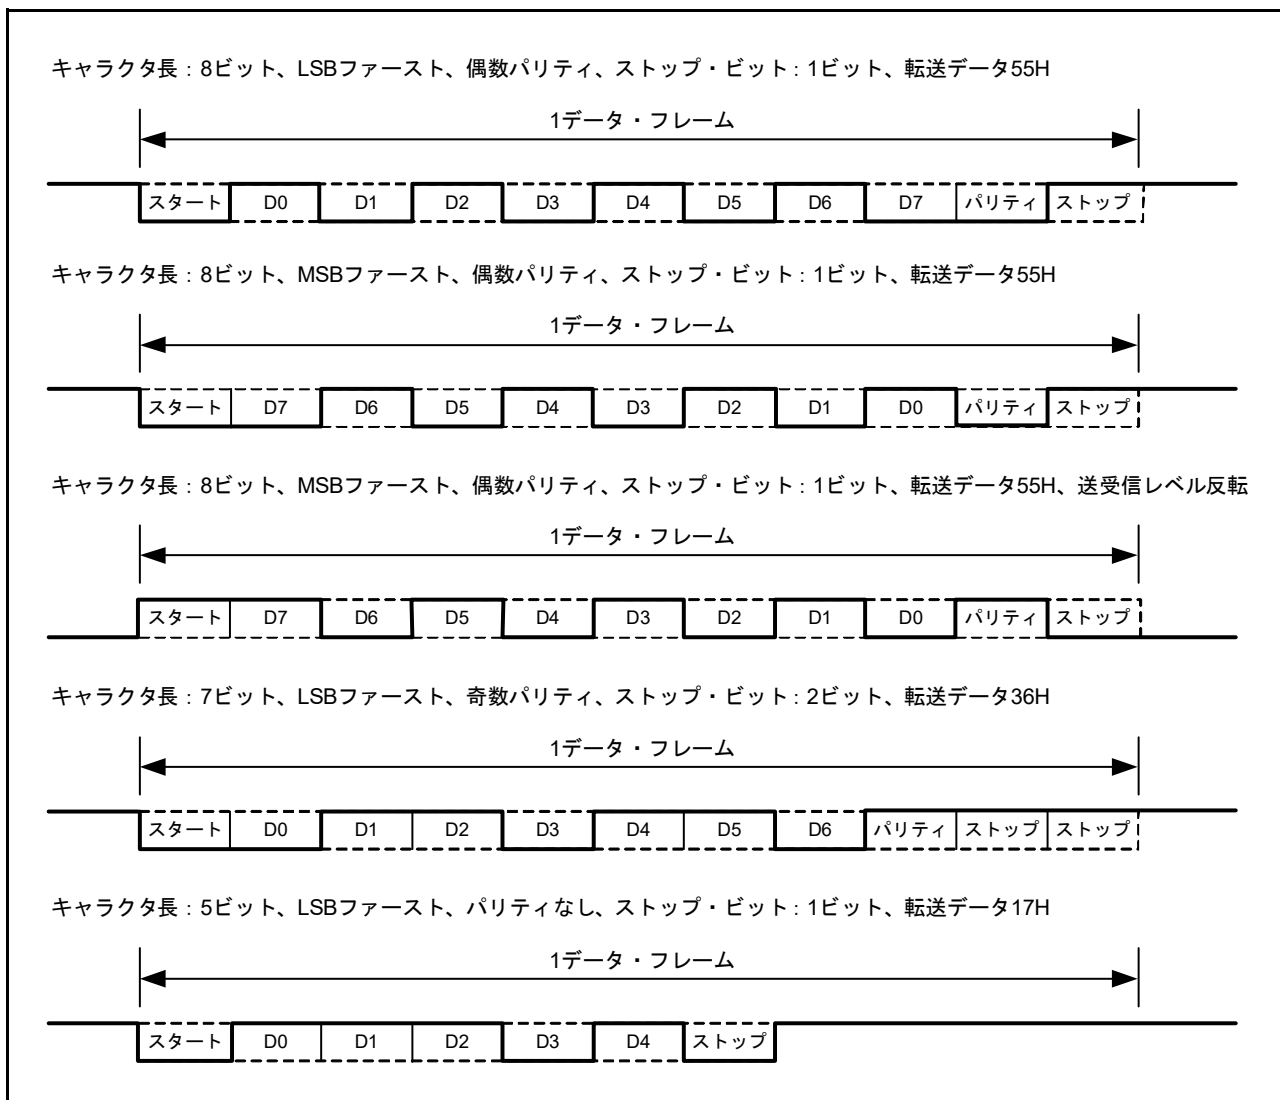 キャラクタ長：8ビット、LSBファースト、偶数パリティ、ストップ・ビット：1ビット、転送データ55H
1データ・フレーム
スタート D0 D1 D2 D3 D4 D5 D6 D7 パリティ ストップ
キャラクタ長：8ビット、MSBファースト、偶数パリティ、ストップ・ビット：1ビット、転送データ55H
1データ・フレーム
スタート D7 D6 D5 D4 D3 D2 D1 D0 パリティ ストップ
キャラクタ長：8ビット、MSBファースト、偶数パリティ、ストップ・ビット：1ビット、転送データ55H、送受信レベル反転
1データ・フレーム
スタート D7 D6 D5 D4 D3 D2 D1 D0 パリティ ストップ
キャラクタ長：7ビット、LSBファースト、奇数パリティ、ストップ・ビット：2ビット、転送データ36H
1データ・フレーム
スタート D0 D1 D2 D3 D4 D5 D6 パリティ ストップ ストップ
キャラクタ長：5ビット、LSBファースト、パリティなし、ストップ・ビット：1ビット、転送データ17H
1データ・フレーム
スタート D0 D1 D2 D3 D4 ストップ